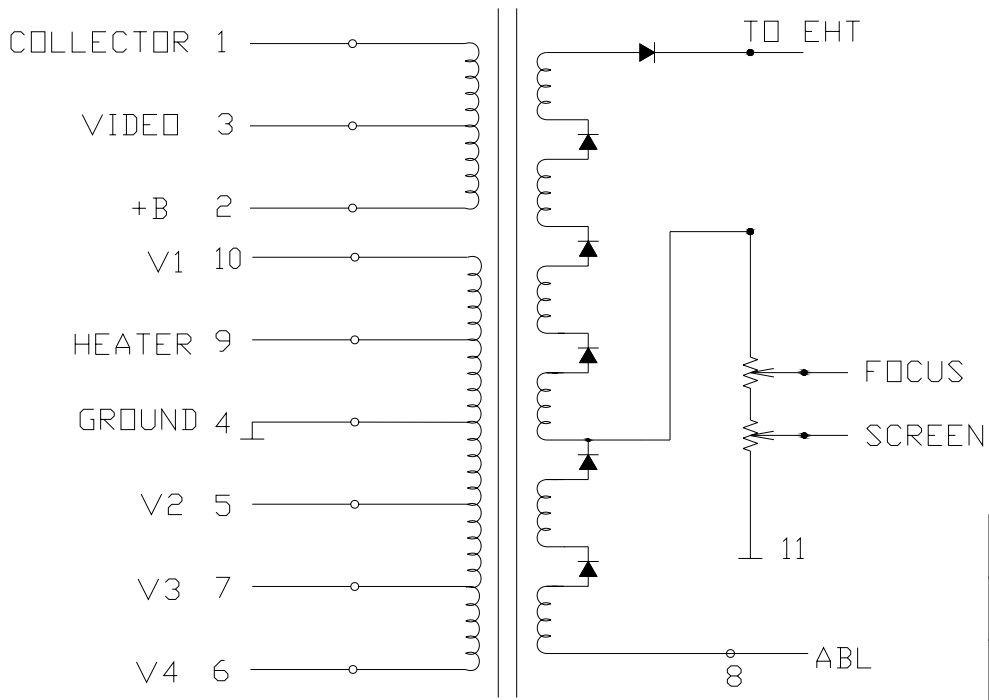 TO EHT
COLLECTOR 1
VIDEO 3
+B 2
V1 10
HEATER 9
FOCUS
GROUND 4
SCREEN
V2 5
11
V3 7
ABL
V4 6
8